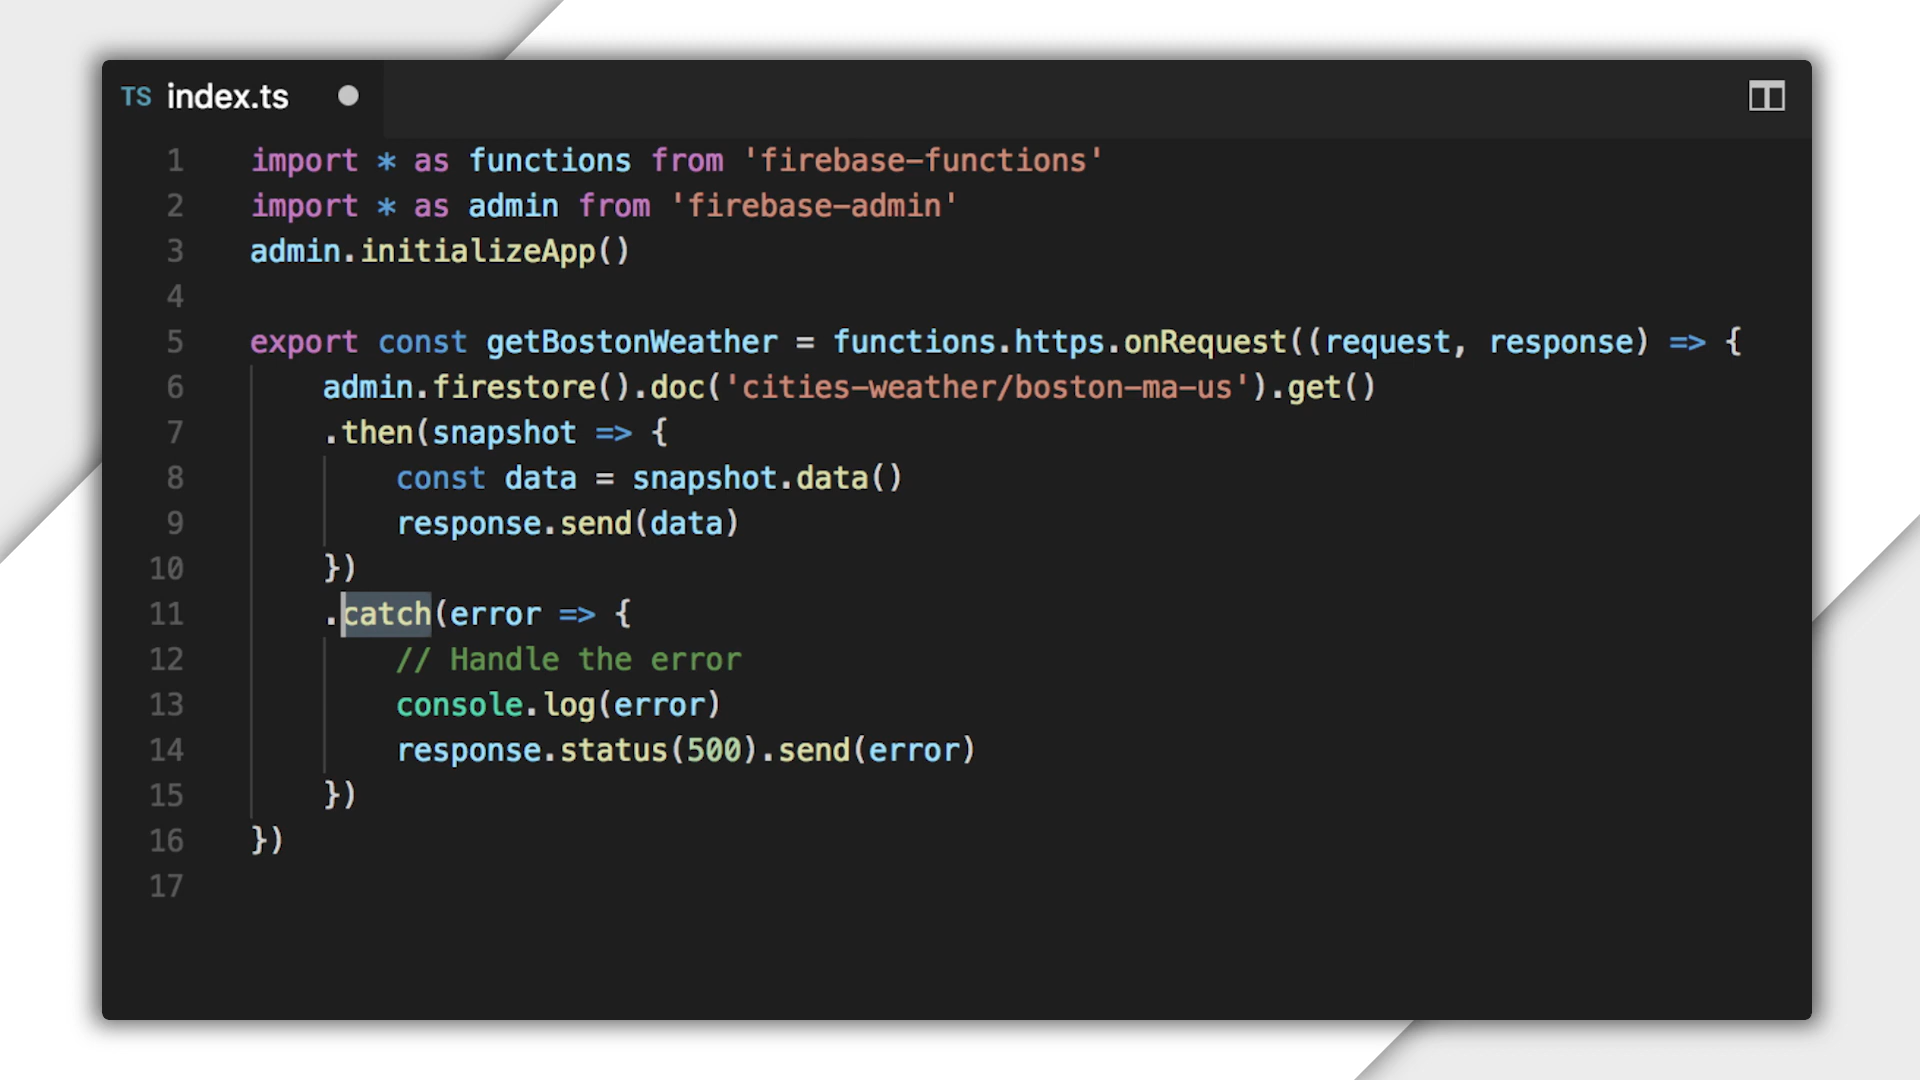 TS index.ts
1 import * as functions from 'firebase-functions'
2 import * as admin from 'firebase-admin'
3 admin.initializeApp()
4
5 export const getBostonWeather = functions.https.onRequest((request, response) => {
6     admin.firestore().doc('cities-weather/boston-ma-us').get()
7     .then(snapshot => {
8         const data = snapshot.data()
9         response.send(data)
10     })
11     .catch(error => {
12         // Handle the error
13         console.log(error)
14         response.status(500).send(error)
15     })
16 })
17